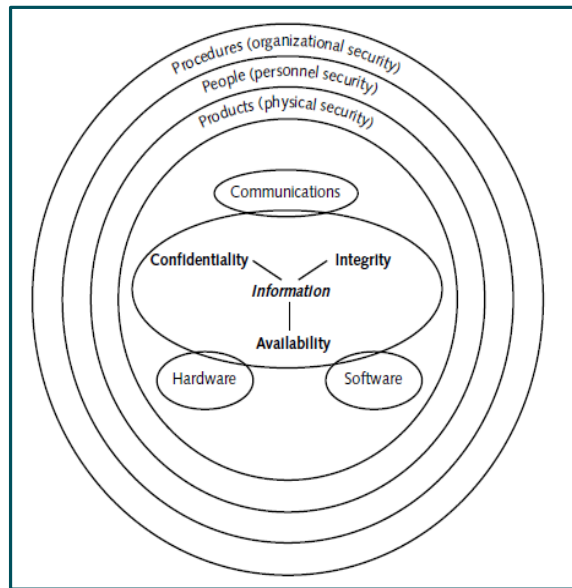 Procedures (organizational security)
People (personnel security)
Products (physical security)
Communications
Confidentiality
Integrity
Information
Availability
Hardware
Software